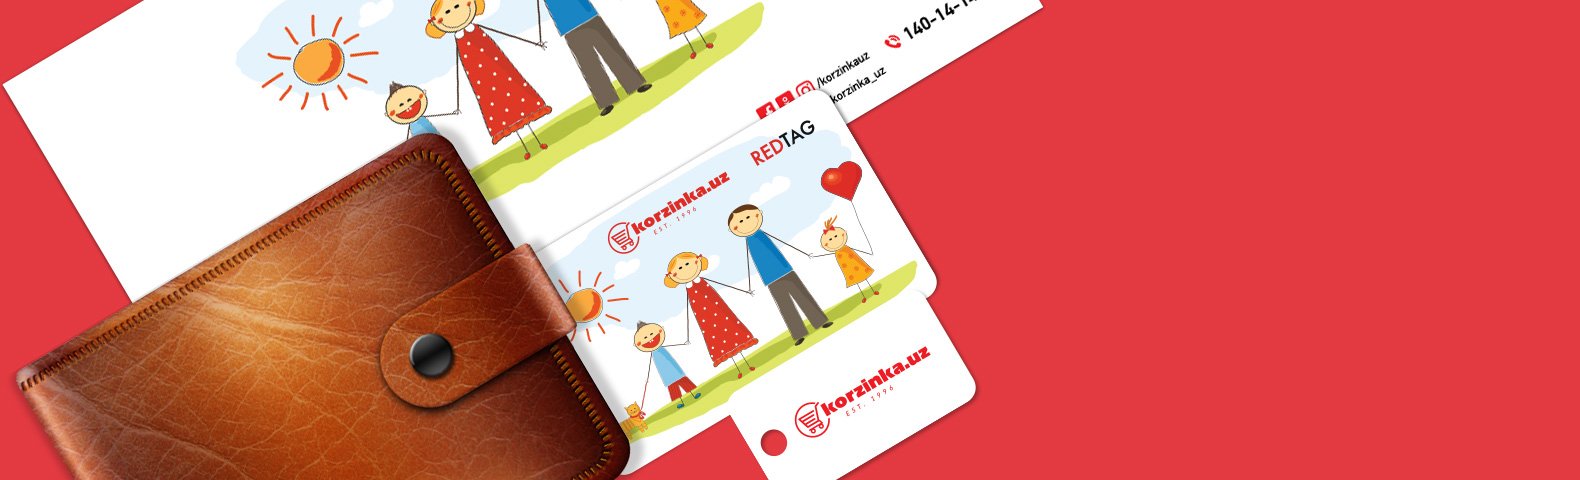 140-14-1
/korzinkauz
korzinka_uz
REDTAG
korzinka.uz
EST. 1996
korzinka.uz
EST. 1996